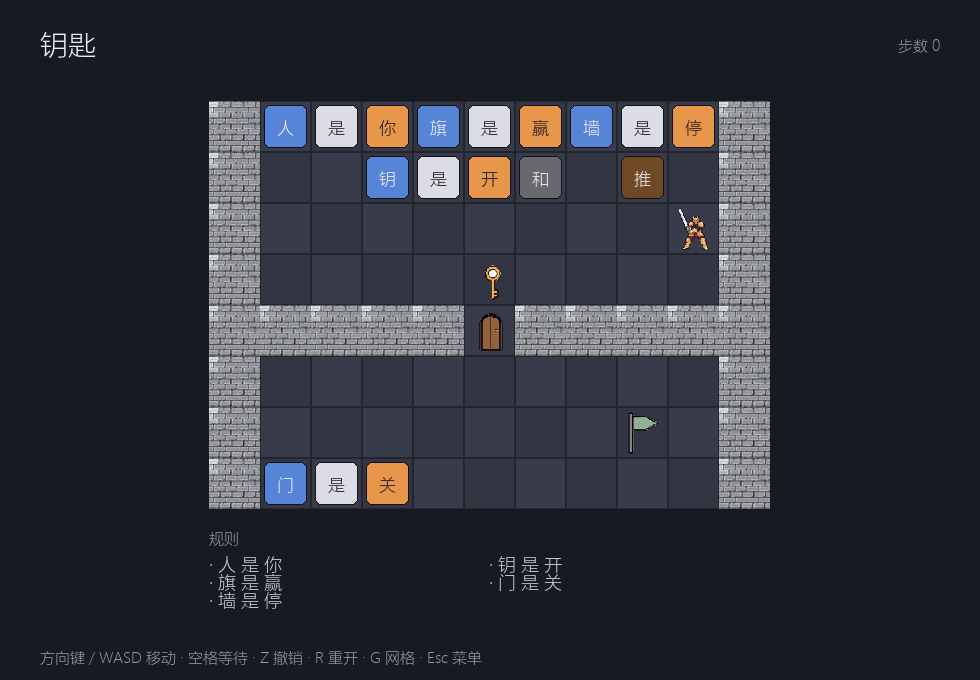 钥匙
步数 0
人 是 你 旗 是 赢 墙 是 停
钥 是 开 和 推
门 是 关
规则
· 人 是 你
· 旗 是 赢
· 墙 是 停
· 钥 是 开
· 门 是 关
方向键 / WASD 移动 · 空格等待 · Z 撤销 · R 重开 · G 网格 · Esc 菜单